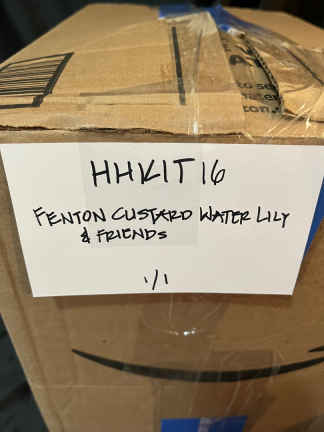 HHKIT16
FENTON CUSTARD WATER LILY
& FRIENDS
1/1